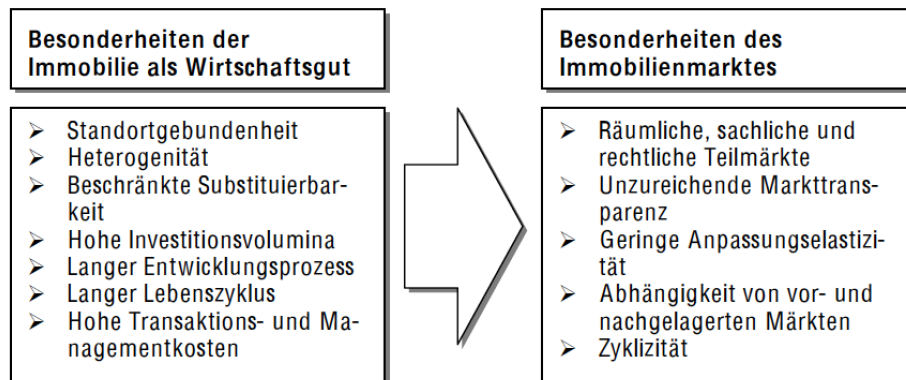 Besonderheiten der
Immobilie als Wirtschaftsgut
➢ Standortgebundenheit
➢ Heterogenität
➢ Beschränkte Substituierbar-
keit
➢ Hohe Investitionsvolumina
➢ Langer Entwicklungsprozess
➢ Langer Lebenszyklus
➢ Hohe Transaktions- und Ma-
nagementkosten
Besonderheiten des
Immobilienmarktes
➢ Räumliche, sachliche und
rechtliche Teilmärkte
➢ Unzureichende Markttrans-
parenz
➢ Geringe Anpassungselastizi-
tät
➢ Abhängigkeit von vor- und
nachgelagerten Märkten
➢ Zyklizität